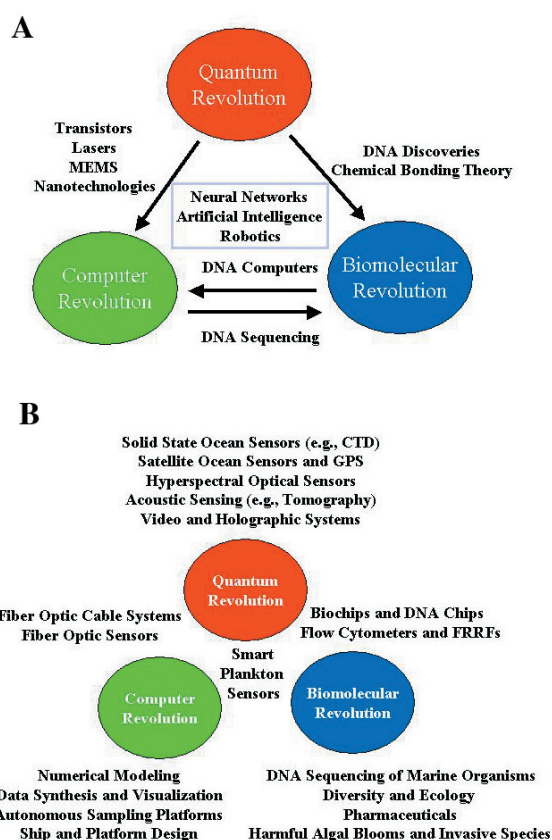 A
Quantum
Revolution
Transistors
Lasers
MEMS
Nanotechnologies
DNA Discoveries
Chemical Bonding Theory
Neural Networks
Artificial Intelligence
Robotics
Computer
Revolution
DNA Computers
Biomolecular
Revolution
DNA Sequencing
B
Solid State Ocean Sensors (e.g., CTD)
Satellite Ocean Sensors and GPS
Hyperspectral Optical Sensors
Acoustic Sensing (e.g., Tomography)
Video and Holographic Systems
Quantum
Revolution
Fiber Optic Cable Systems
Fiber Optic Sensors
Biochips and DNA Chips
Flow Cytometers and FRRFs
Smart
Plankton
Sensors
Computer
Revolution
Biomolecular
Revolution
Numerical Modeling
Data Synthesis and Visualization
Autonomous Sampling Platforms
Ship and Platform Design
DNA Sequencing of Marine Organisms
Diversity and Ecology
Pharmaceuticals
Harmful Algal Blooms and Invasive Species